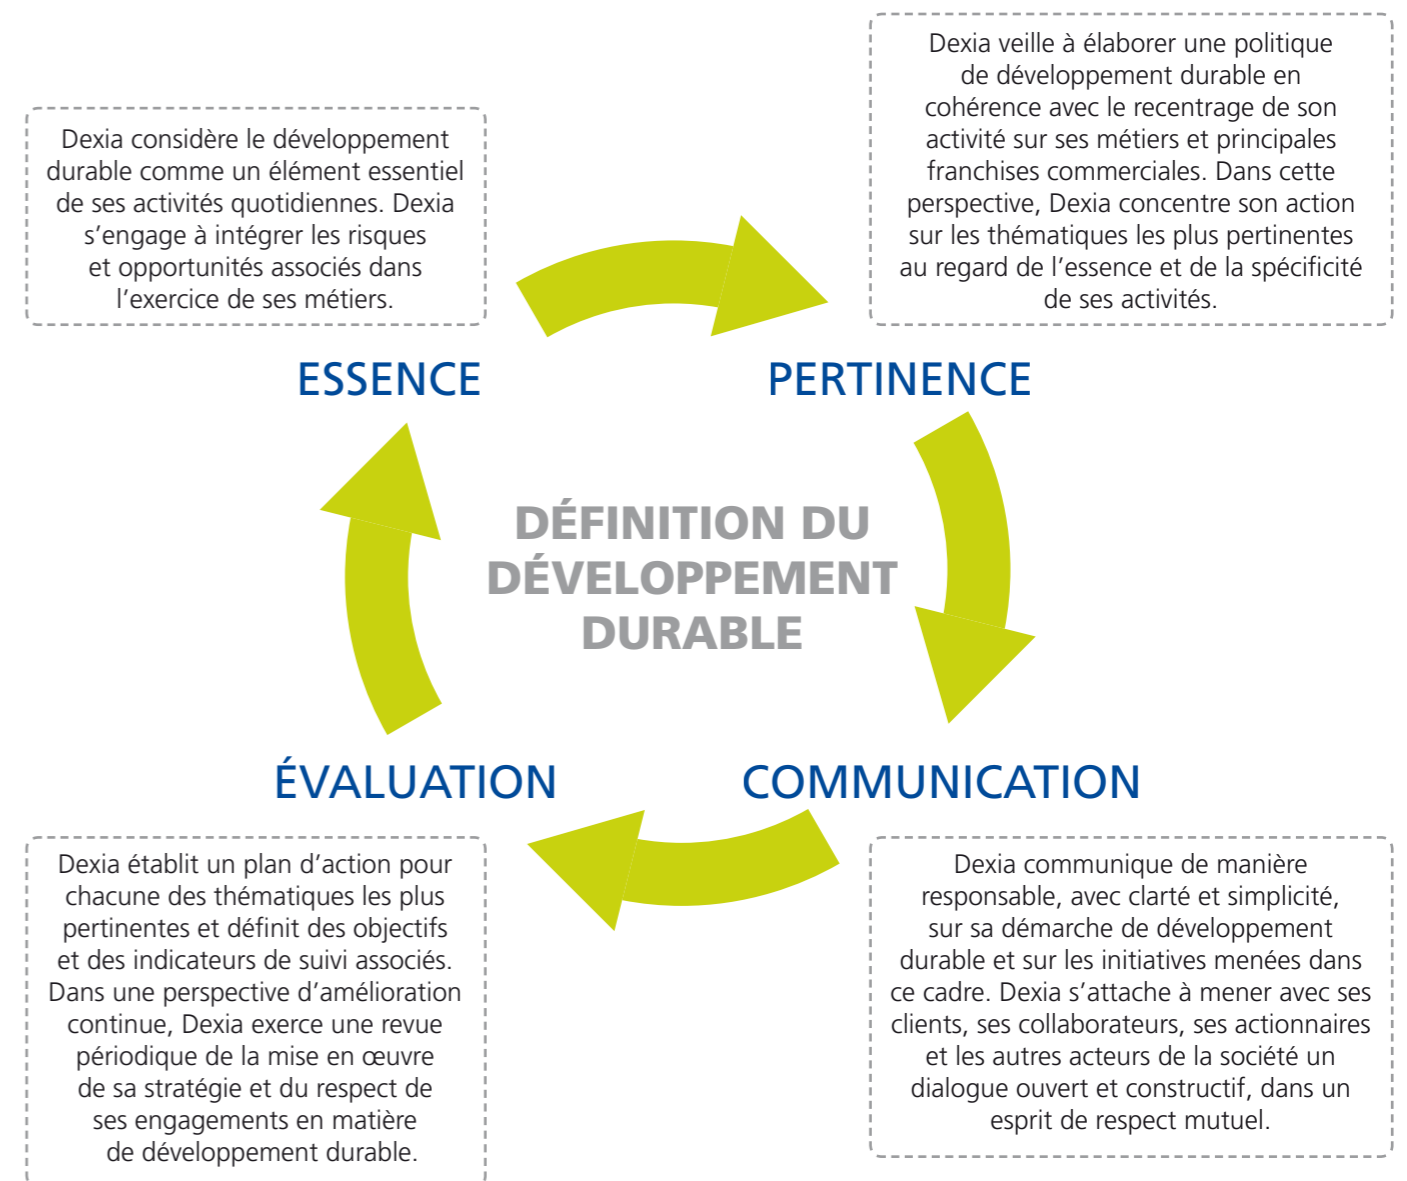 Dexia considère le développement
durable comme un élément essentiel
de ses activités quotidiennes. Dexia
s’engage à intégrer les risques
et opportunités associés dans
l’exercice de ses métiers.
ESSENCE
Dexia veille à élaborer une politique
de développement durable en
cohérence avec le recentrage de son
activité sur ses métiers et principales
franchises commerciales. Dans cette
perspective, Dexia concentre son action
sur les thématiques les plus pertinentes
au regard de l’essence et de la spécificité
de ses activités.
PERTINENCE
DÉFINITION DU
DÉVELOPPEMENT
DURABLE
ÉVALUATION
Dexia établit un plan d’action pour
chacune des thématiques les plus
pertinentes et définit des objectifs
et des indicateurs de suivi associés.
Dans une perspective d’amélioration
continue, Dexia exerce une revue
périodique de la mise en œuvre
de sa stratégie et du respect de
ses engagements en matière
de développement durable.
COMMUNICATION
Dexia communique de manière
responsable, avec clarté et simplicité,
sur sa démarche de développement
durable et sur les initiatives menées dans
ce cadre. Dexia s’attache à mener avec ses
clients, ses collaborateurs, ses actionnaires
et les autres acteurs de la société un
dialogue ouvert et constructif, dans un
esprit de respect mutuel.